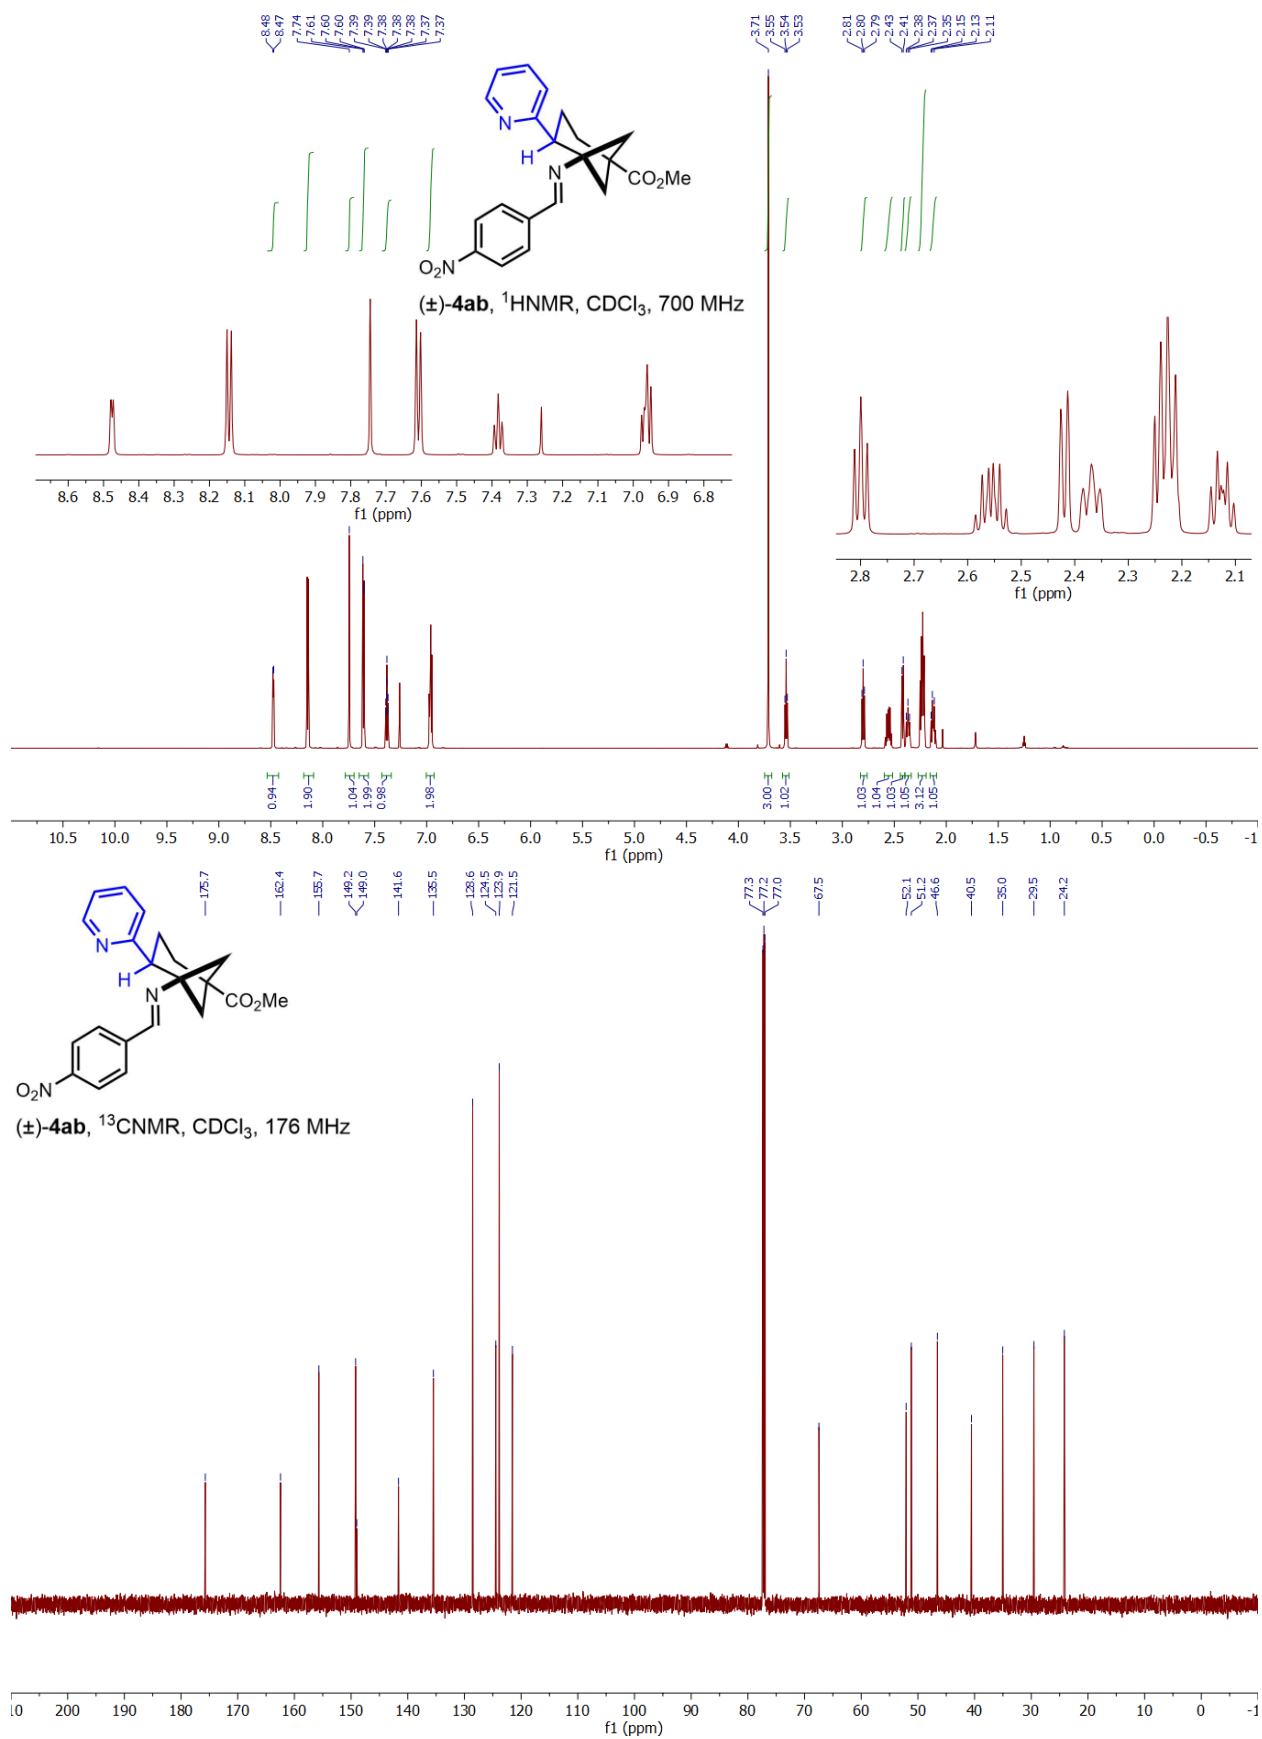 8.48 8.47 7.74 7.61 7.60 7.60 7.39 7.39 7.38 7.38 7.38 7.37 7.37 3.71 3.55 3.54 3.53 2.81 2.80 2.79 2.43 2.41 2.38 2.37 2.35 2.15 2.13 2.11
N
H
N
CO₂Me
O₂N
(±)-4ab, ¹HNMR, CDCl₃, 700 MHz
8.6 8.5 8.4 8.3 8.2 8.1 8.0 7.9 7.8 7.7 7.6 7.5 7.4 7.3 7.2 7.1 7.0 6.9 6.8
f1 (ppm)
2.8 2.7 2.6 2.5 2.4 2.3 2.2 2.1
f1 (ppm)
0.94 1.90 1.04 1.99 0.98 1.98 3.00 1.02 1.03 1.04 1.03 1.05 3.12 1.05
10.5 10.0 9.5 9.0 8.5 8.0 7.5 7.0 6.5 6.0 5.5 5.0 4.5 4.0 3.5 3.0 2.5 2.0 1.5 1.0 0.5 0.0 -0.5 -1
f1 (ppm)
175.7 162.4 155.7 149.2 149.0 141.6 135.5 128.6 124.5 123.9 121.5 77.3 77.2 77.0 67.5 52.1 51.2 46.6 40.5 35.0 29.5 24.2
N
H
N
CO₂Me
O₂N
(±)-4ab, ¹³CNMR, CDCl₃, 176 MHz
10 200 190 180 170 160 150 140 130 120 110 100 90 80 70 60 50 40 30 20 10 0 -1
f1 (ppm)